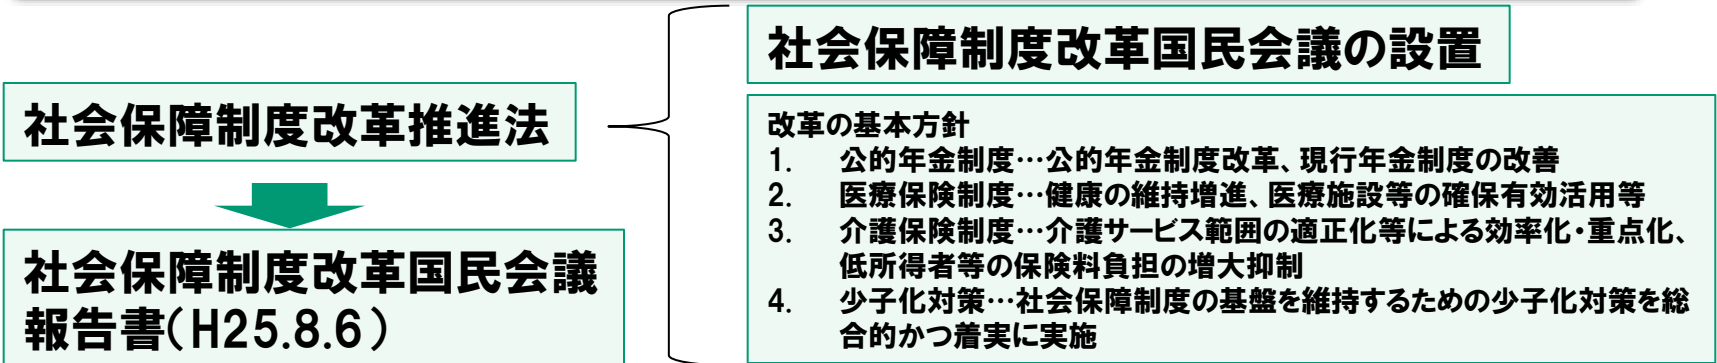 社会保障制度改革推進法
社会保障制度改革国民会議
報告書(H25.8.6)
社会保障制度改革国民会議の設置
改革の基本方針
1. 公的年金制度…公的年金制度改革、現行年金制度の改善
2. 医療保険制度…健康の維持増進、医療施設等の確保有効活用等
3. 介護保険制度…介護サービス範囲の適正化等による効率化・重点化、
低所得者等の保険料負担の増大抑制
4. 少子化対策…社会保障制度の基盤を維持するための少子化対策を総
合的かつ着実に実施